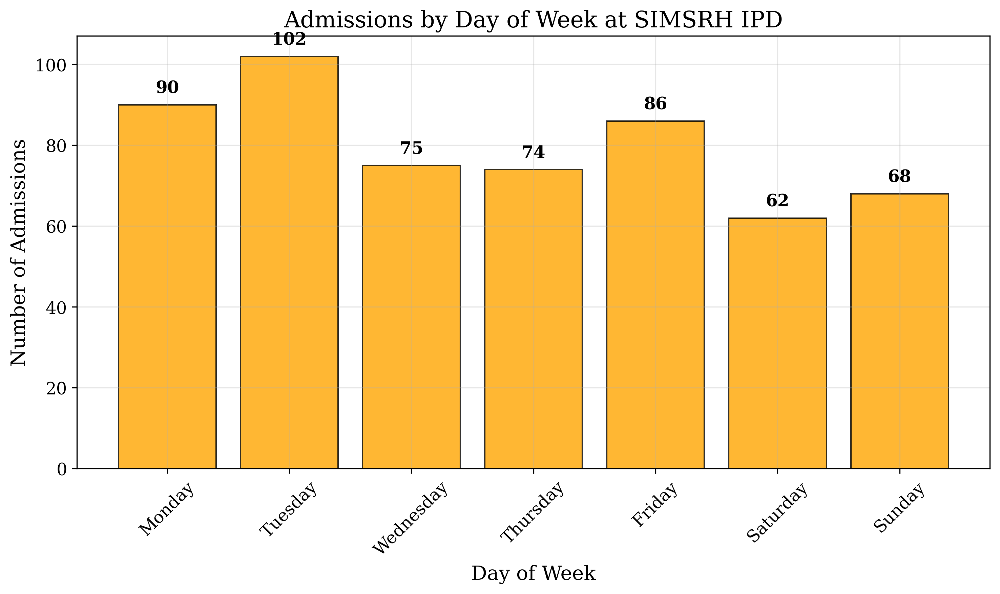 Admissions by Day of Week at SIMSRH IPD
Number of Admissions
100
80
60
40
20
0
90
102
75
74
86
62
68
Monday
Tuesday
Wednesday
Thursday
Friday
Saturday
Sunday
Day of Week